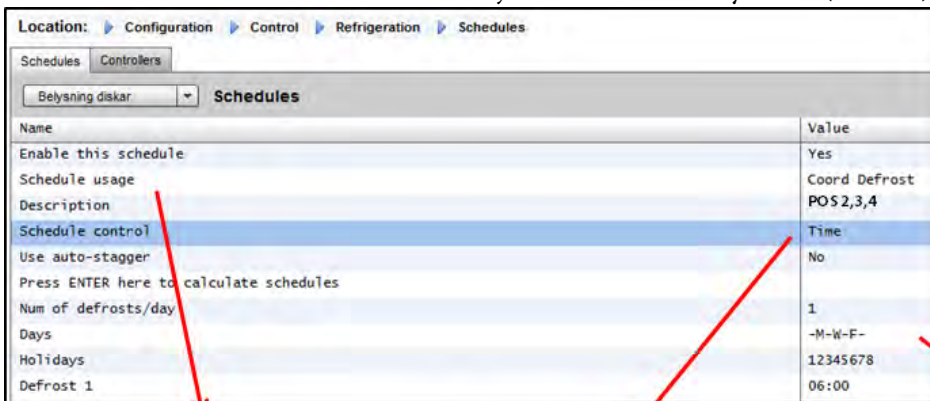 Location: Configuration Control Refrigeration Schedules
Schedules Controllers
Belysning diskar Schedules
Name Value
Enable this schedule Yes
Schedule usage Coord Defrost
Description POS 2,3,4
Schedule control Time
Use auto-stagger No
Press ENTER here to calculate schedules
Num of defrosts/day 1
Days -M-W-F-
Holidays 12345678
Defrost 1 06:00